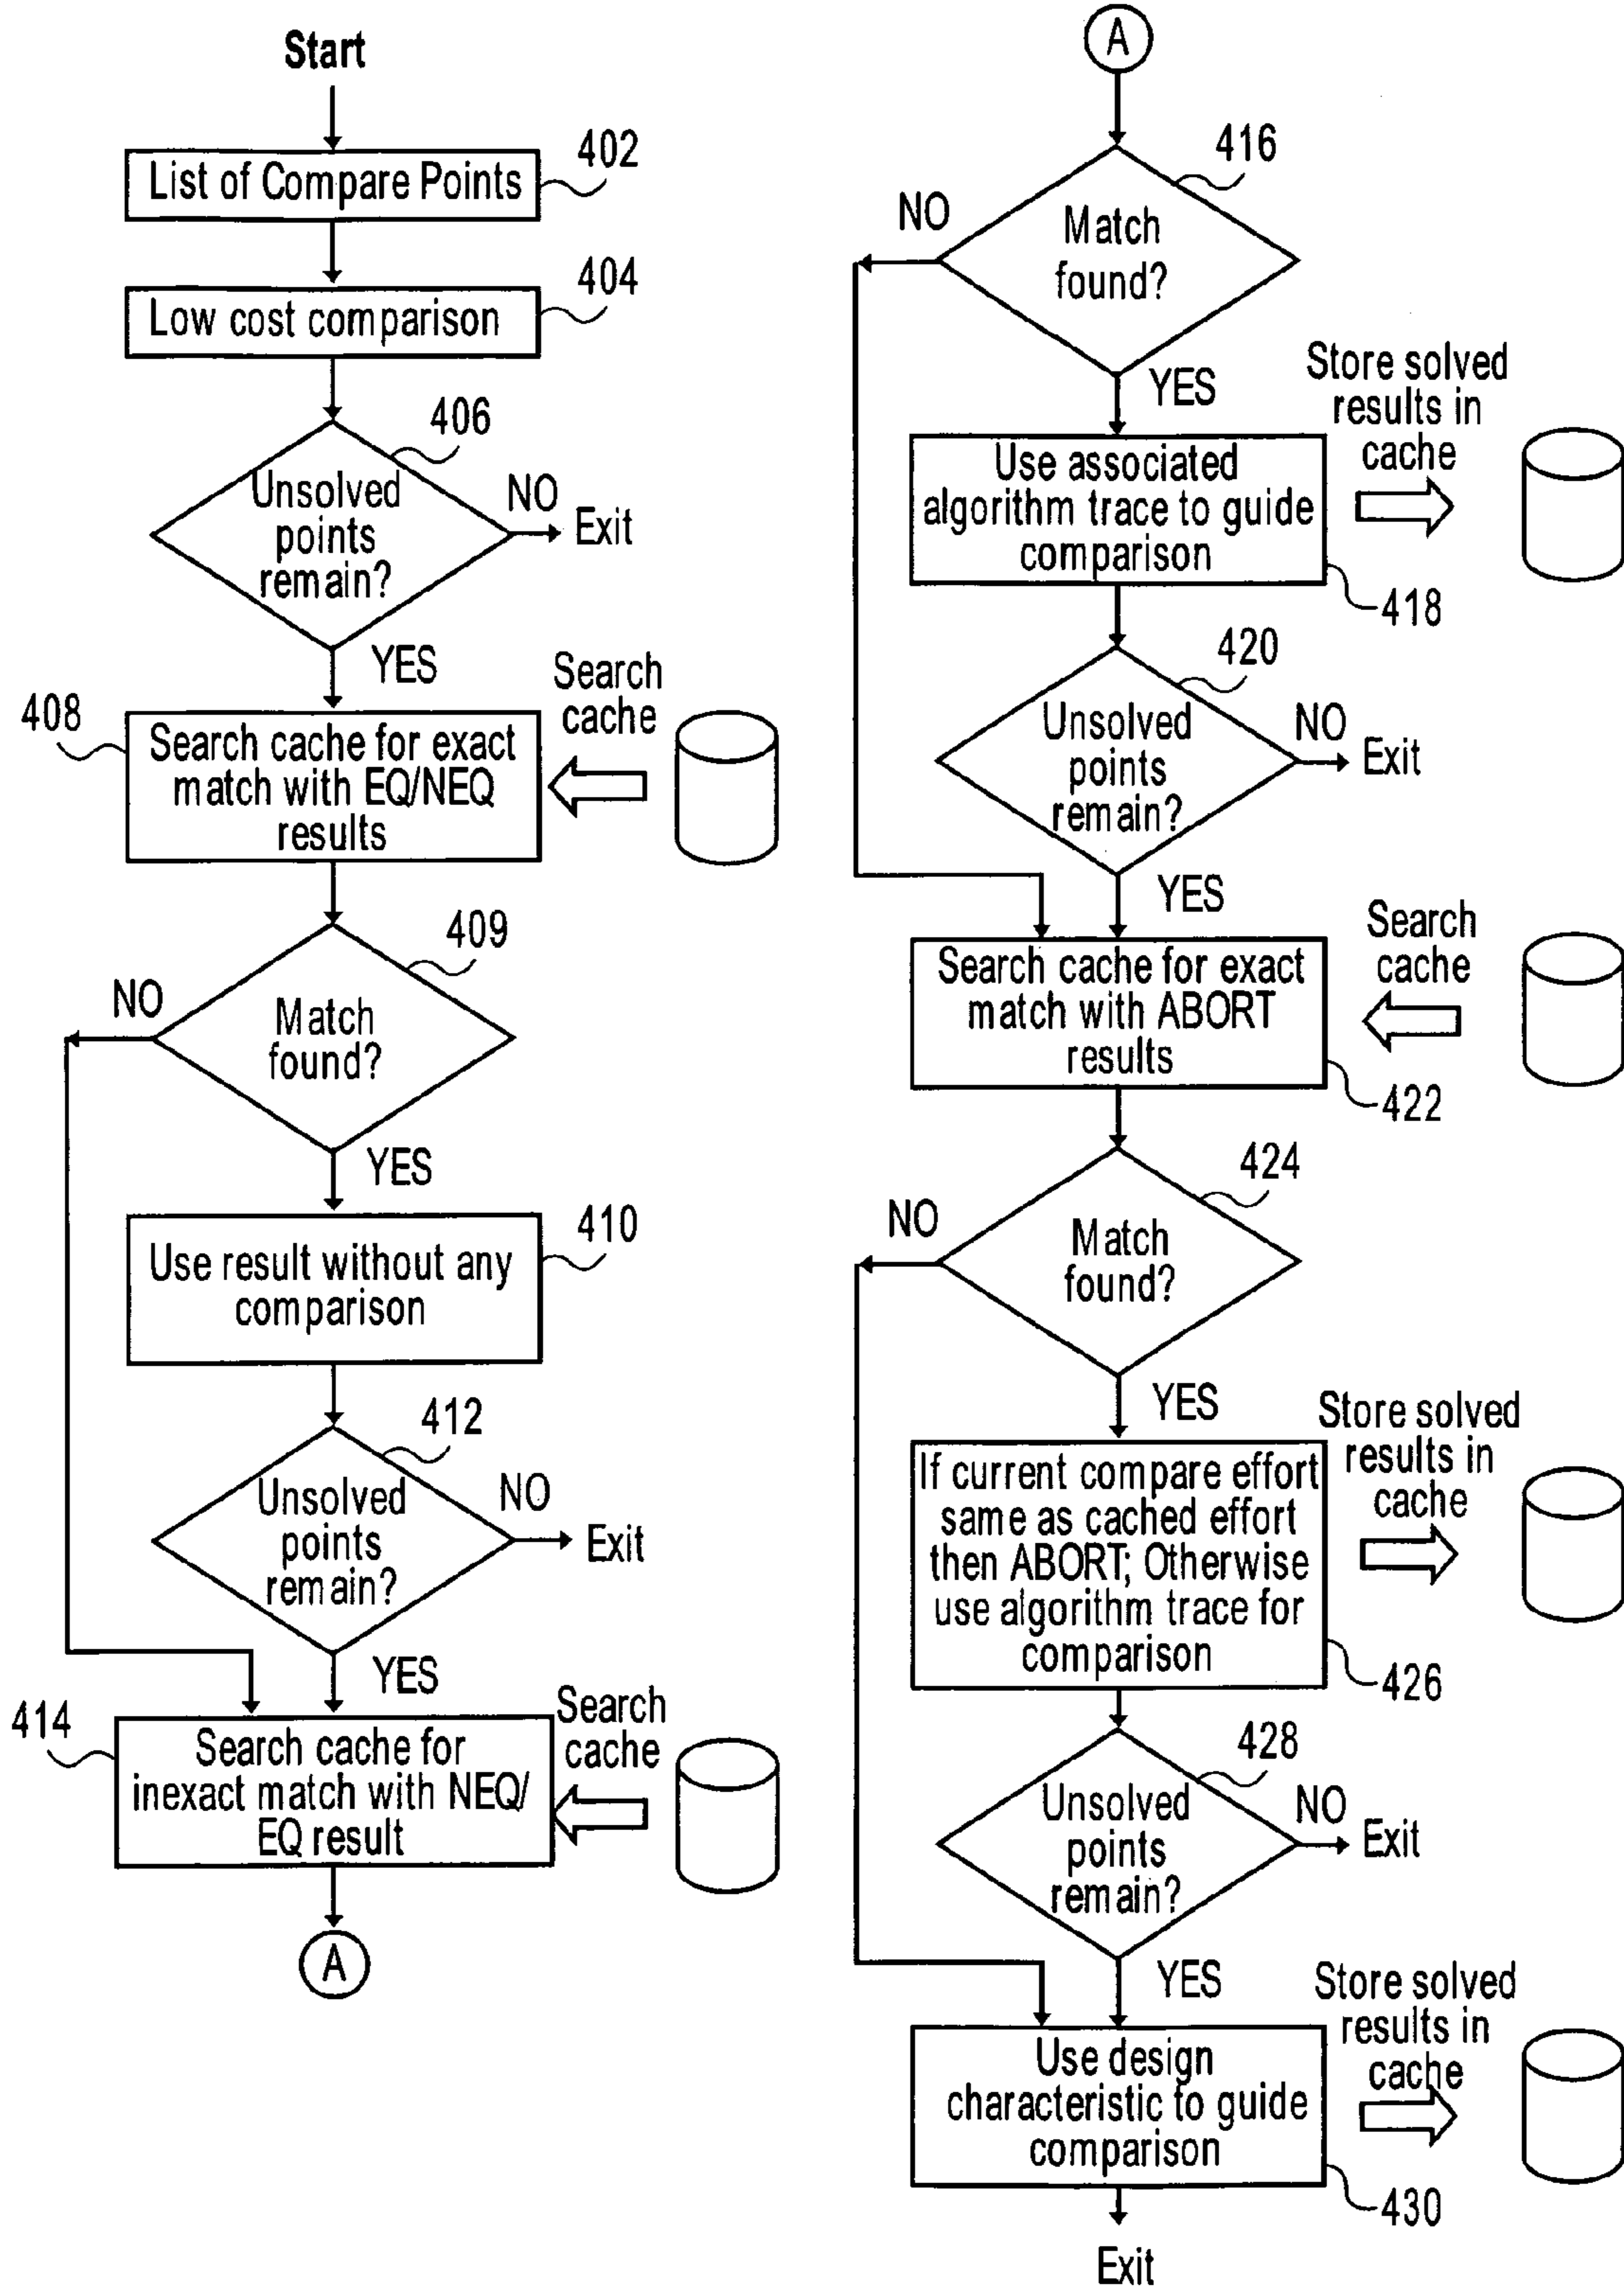 Start
402
List of Compare Points
404
Low cost comparison
406
Unsolved
points
remain?
NO
Exit
YES
Search
cache
408
Search cache for exact
match with EQ/NEQ
results
409
NO
Match
found?
YES
410
Use result without any
comparison
412
Unsolved
points
remain?
NO
Exit
YES
Search
cache
414
Search cache for
inexact match with NEQ/
EQ result
A
A
416
NO
Match
found?
YES
Store solved
results in
cache
Use associated
algorithm trace to guide
comparison
418
420
Unsolved
points
remain?
NO
Exit
YES
Search
cache
Search cache for exact
match with ABORT
results
422
424
NO
Match
found?
YES
Store solved
results in
cache
If current compare effort
same as cached effort
then ABORT; Otherwise
use algorithm trace for
comparison
426
428
Unsolved
points
remain?
NO
Exit
YES
Store solved
results in
cache
Use design
characteristic to guide
comparison
430
Exit